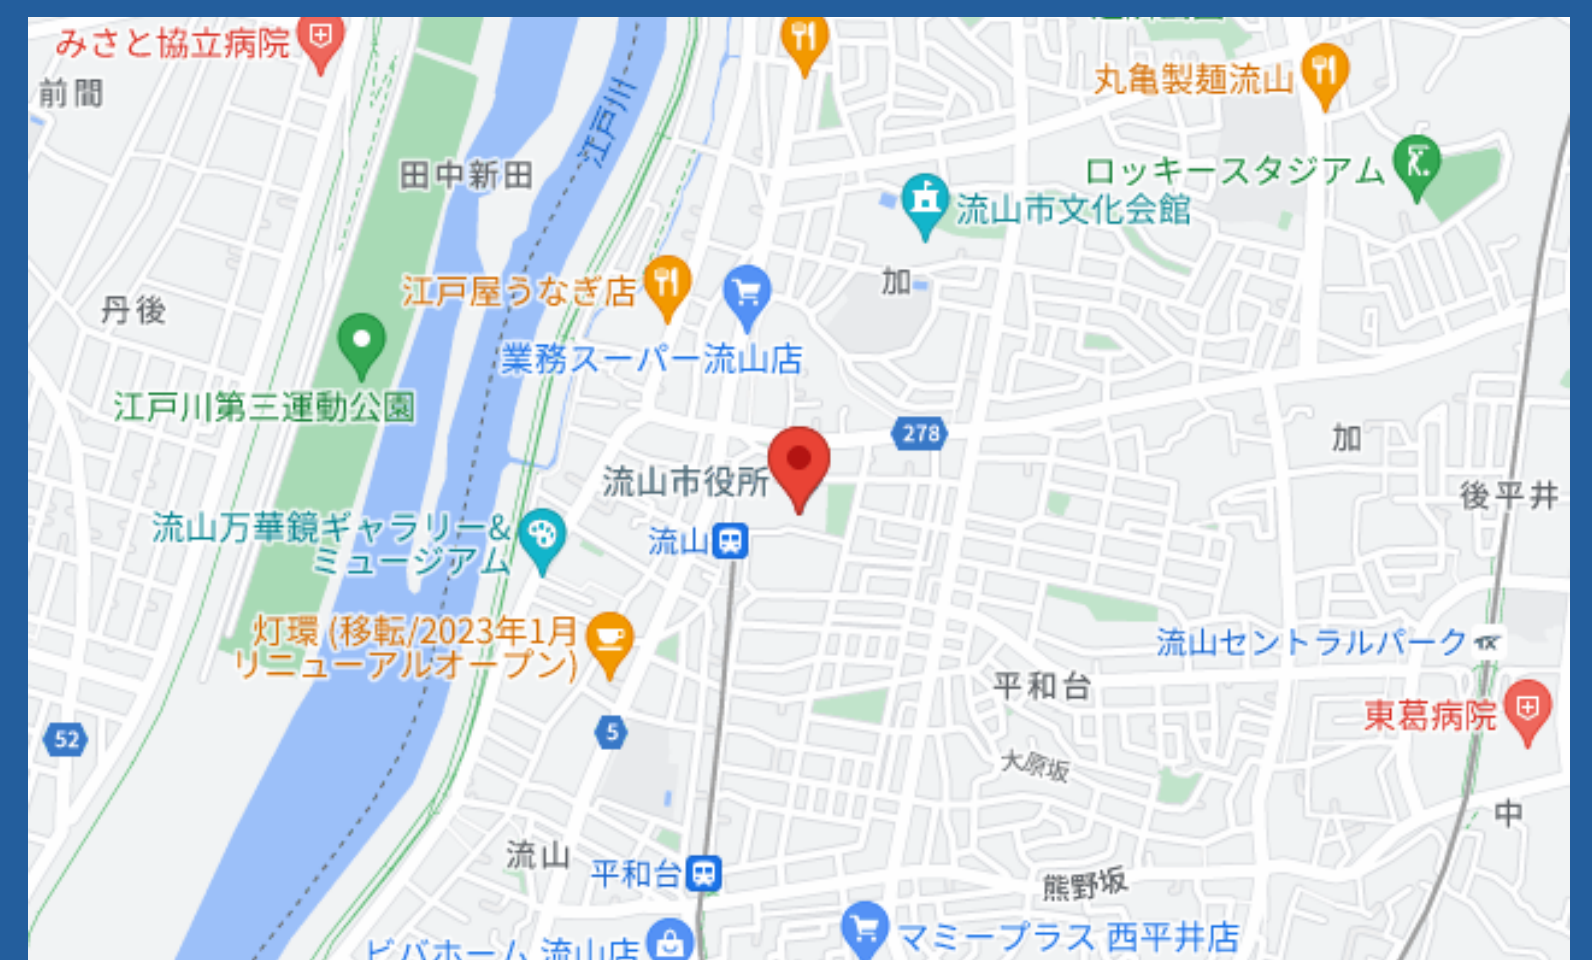 みさと協立病院
前間
丸亀製麺流山
江戸川
田中新田
ロッキースタジアム
流山市文化会館
加
江戸屋うなぎ店
丹後
業務スーパー流山店
江戸川第三運動公園
278
加
流山市役所
後平井
流山万華鏡ギャラリー&
ミュージアム
流山
灯環 (移転/2023年1月
リニューアルオープン)
流山セントラルパーク
平和台
東葛病院
52
5
大原坂
中
流山
平和台
熊野坂
ビバホーム 流山店
マミープラス 西平井店